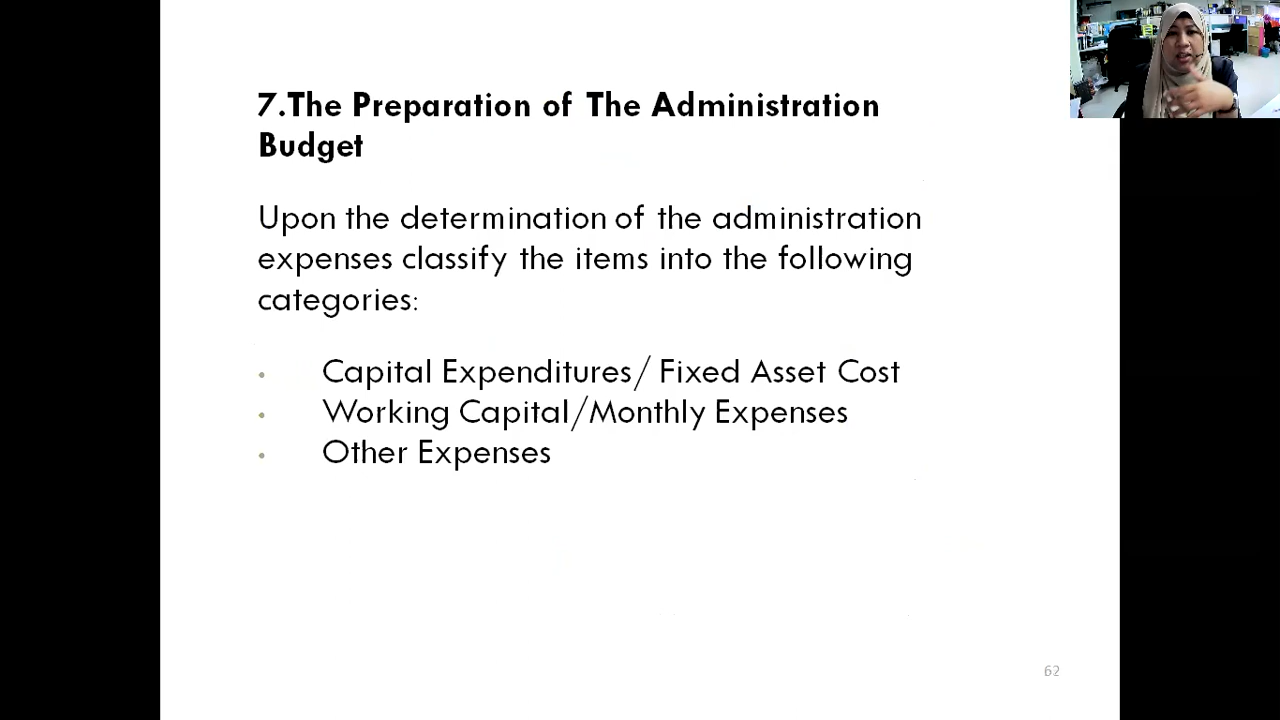 7.The Preparation of The Administration
Budget
Upon the determination of the administration
expenses classify the items into the following
categories:
• Capital Expenditures/ Fixed Asset Cost
• Working Capital/Monthly Expenses
• Other Expenses
62